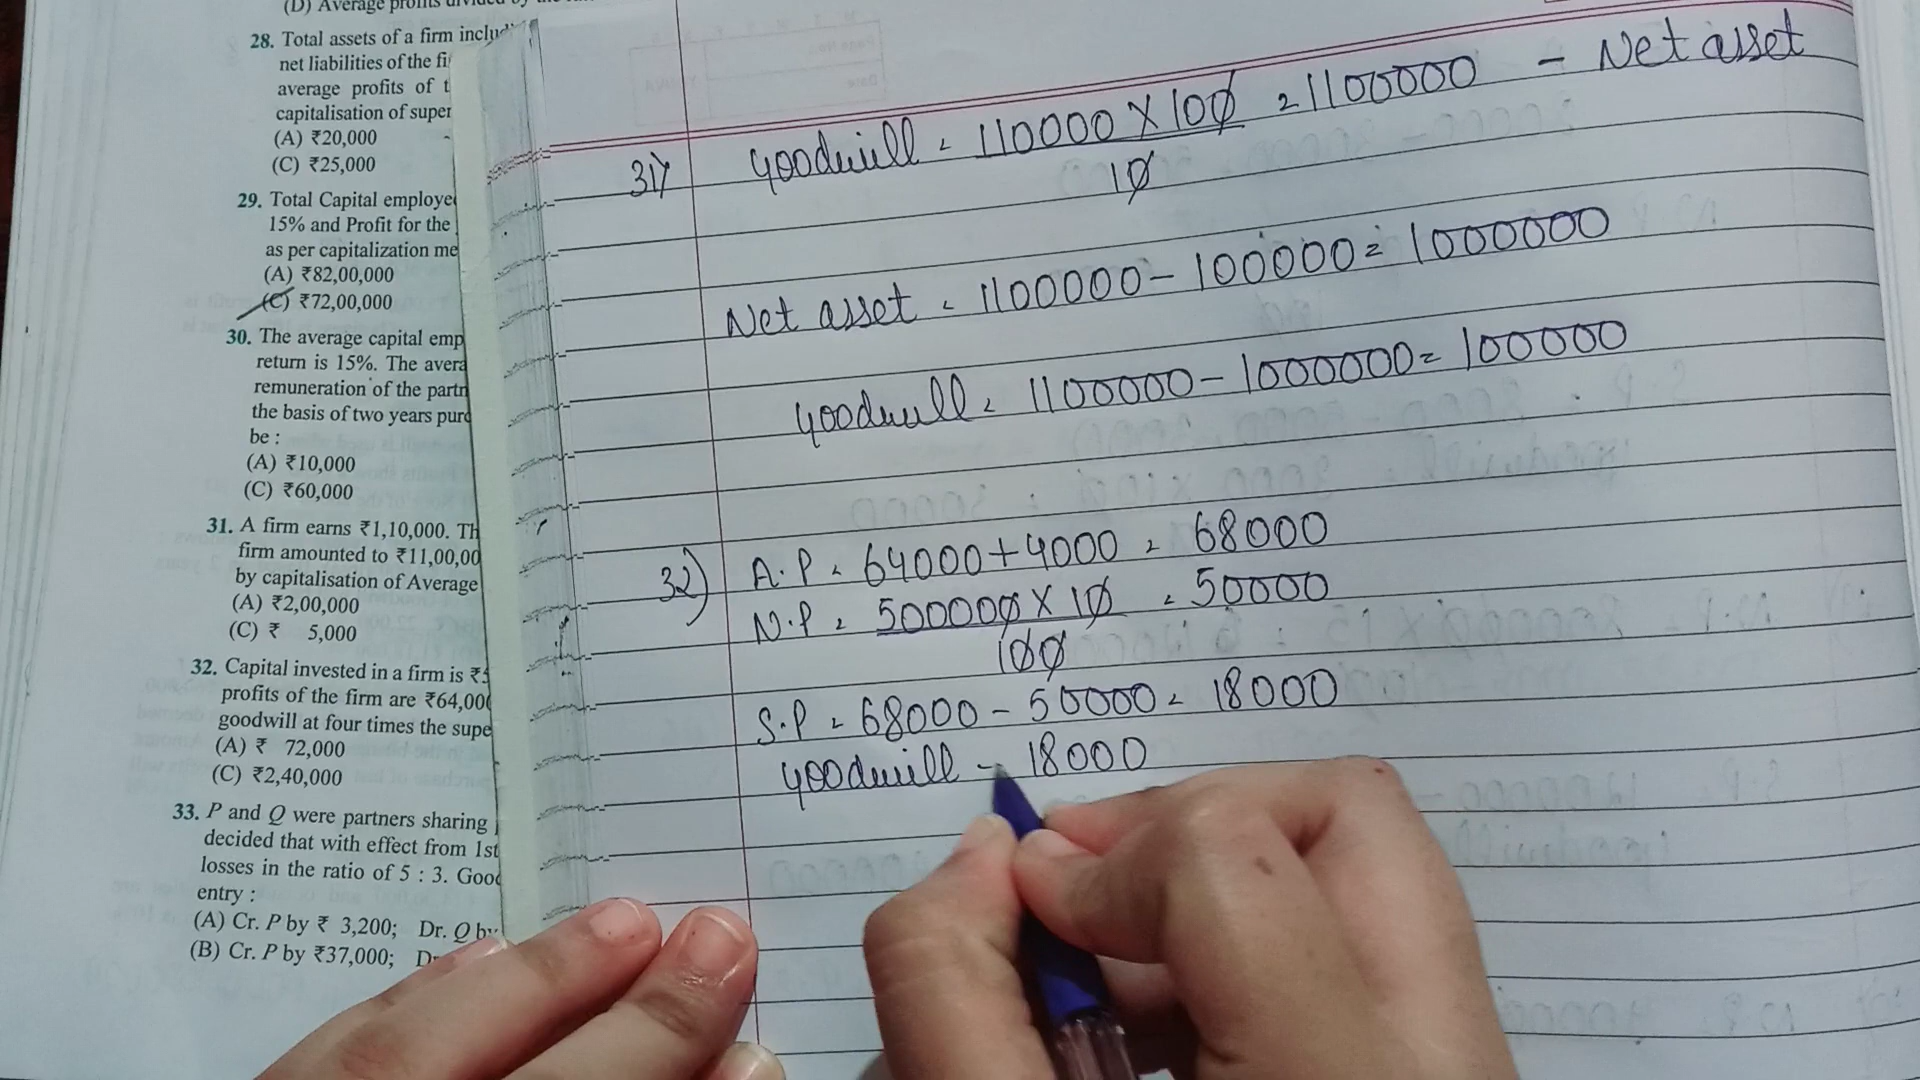 (D) Average profits divided by the
28. Total assets of a firm includ
net liabilities of the fi
average profits of t
capitalisation of super
(A) ₹20,000
(C) ₹25,000
29. Total Capital employe
15% and Profit for the
as per capitalization me
(A) ₹82,00,000
(C) ₹72,00,000
30. The average capital emp
return is 15%. The avera
remuneration of the partn
the basis of two years purc
be :
(A) ₹10,000
(C) ₹60,000
31. A firm earns ₹1,10,000. Th
firm amounted to ₹11,00,00
by capitalisation of Average
(A) ₹2,00,000
(C) ₹ 5,000
32. Capital invested in a firm is ₹5
profits of the firm are ₹64,000
goodwill at four times the supe
(A) ₹ 72,000
(C) ₹2,40,000
33. P and Q were partners sharing
decided that with effect from 1st
losses in the ratio of 5 : 3. Good
entry :
(A) Cr. P by ₹ 3,200; Dr. Q by
(B) Cr. P by ₹37,000; D
31) Goodwill = 110000 × 100 = 1100000 - Net asset
10
Net asset = 1100000 - 100000 = 1000000
Goodwill = 1100000 - 1000000 = 100000
32) A.P = 64000 + 4000 = 68000
N.P = 500000 × 10 = 50000
100
S.P = 68000 - 50000 = 18000
Goodwill - 18000